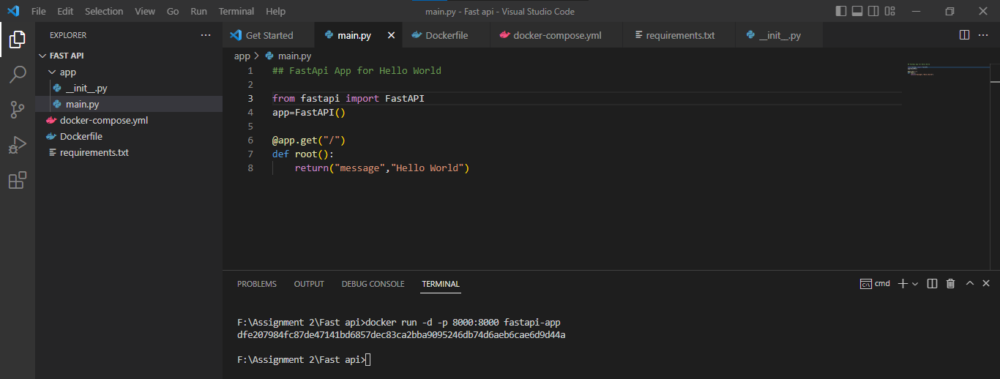 File Edit Selection View Go Run Terminal Help main.py - Fast api - Visual Studio Code
EXPLORER
FAST API
app
__init__.py
main.py
docker-compose.yml
Dockerfile
requirements.txt
Get Started main.py Dockerfile docker-compose.yml requirements.txt __init__.py
app > main.py
1 ## FastApi App for Hello World
2
3 from fastapi import FastAPI
4 app=FastAPI()
5
6 @app.get("/")
7 def root():
8     return("message","Hello World")
PROBLEMS OUTPUT DEBUG CONSOLE TERMINAL cmd
F:\Assignment 2\Fast api>docker run -d -p 8000:8000 fastapi-app
dfe207984fc87de47141bd6857dec83ca2bba9095246db74d6aeb6cae6d9d44a
F:\Assignment 2\Fast api>